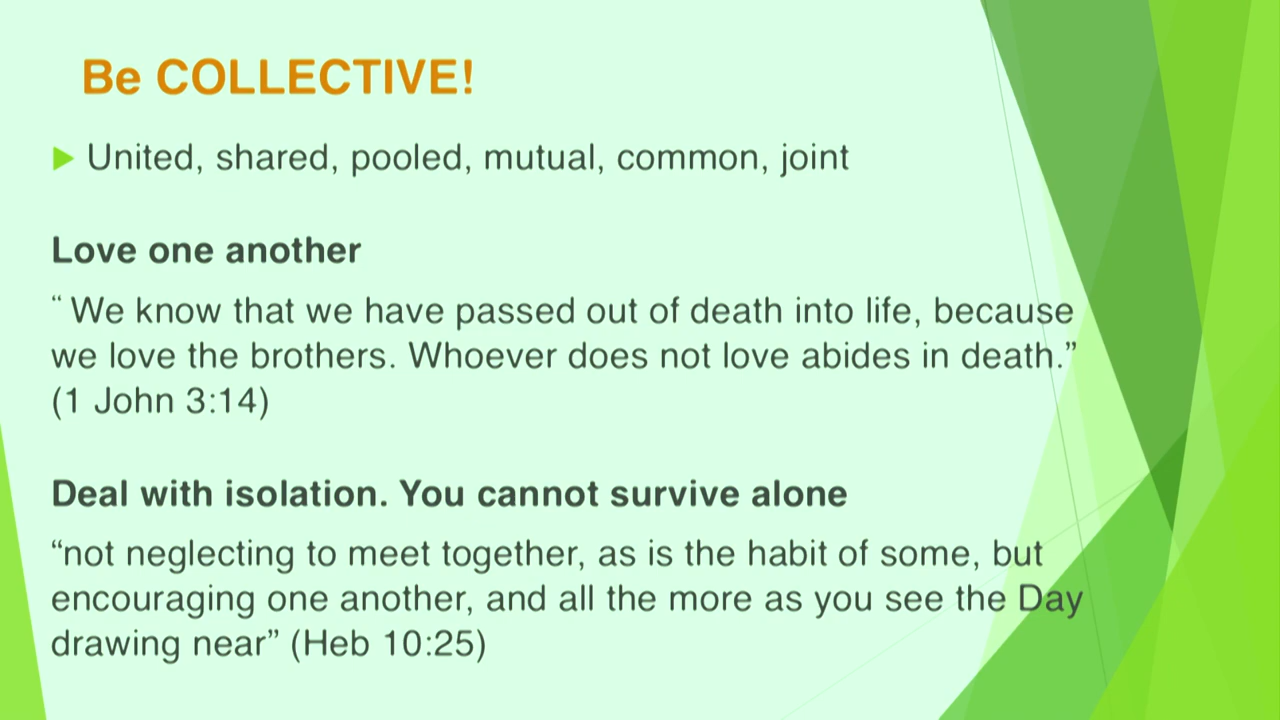 Be COLLECTIVE!
United, shared, pooled, mutual, common, joint
Love one another
“ We know that we have passed out of death into life, because
we love the brothers. Whoever does not love abides in death.”
(1 John 3:14)
Deal with isolation. You cannot survive alone
“not neglecting to meet together, as is the habit of some, but
encouraging one another, and all the more as you see the Day
drawing near” (Heb 10:25)